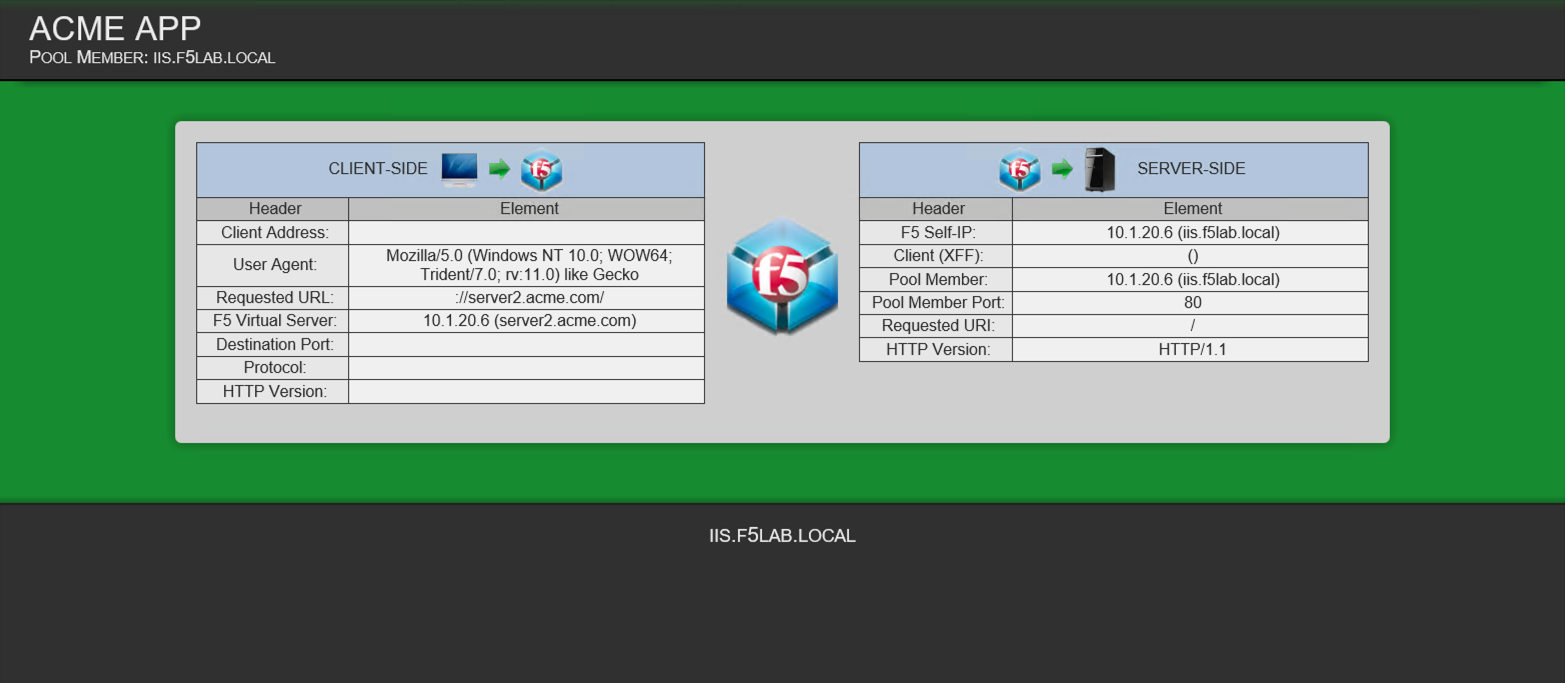 ACME APP
POOL MEMBER: IIS.F5LAB.LOCAL
CLIENT-SIDE
f5
Header Element
Client Address:
User Agent: Mozilla/5.0 (Windows NT 10.0; WOW64;
Trident/7.0; rv:11.0) like Gecko
Requested URL: ://server2.acme.com/
F5 Virtual Server: 10.1.20.6 (server2.acme.com)
Destination Port:
Protocol:
HTTP Version:
f5
f5
SERVER-SIDE
Header Element
F5 Self-IP: 10.1.20.6 (iis.f5lab.local)
Client (XFF): ()
Pool Member: 10.1.20.6 (iis.f5lab.local)
Pool Member Port: 80
Requested URI: /
HTTP Version: HTTP/1.1
IIS.F5LAB.LOCAL